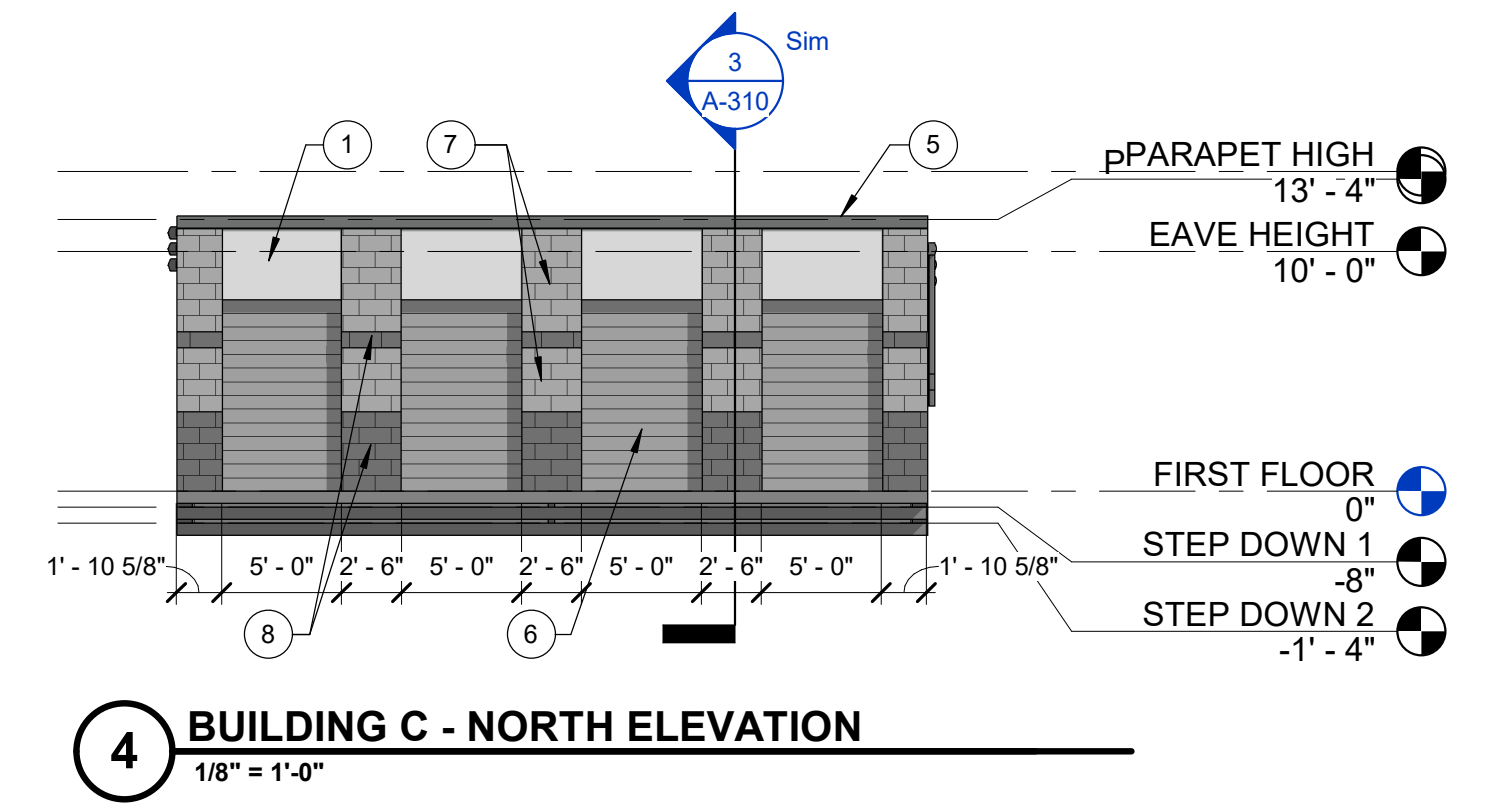 3
A-310
Sim
1
7
5
PPARAPET HIGH
13' - 4"
EAVE HEIGHT
10' - 0"
FIRST FLOOR
0"
STEP DOWN 1
-8"
STEP DOWN 2
-1' - 4"
1' - 10 5/8" 5' - 0" 2' - 6" 5' - 0" 2' - 6" 5' - 0" 2' - 6" 5' - 0" 1' - 10 5/8"
8
6
4
BUILDING C - NORTH ELEVATION
1/8" = 1'-0"